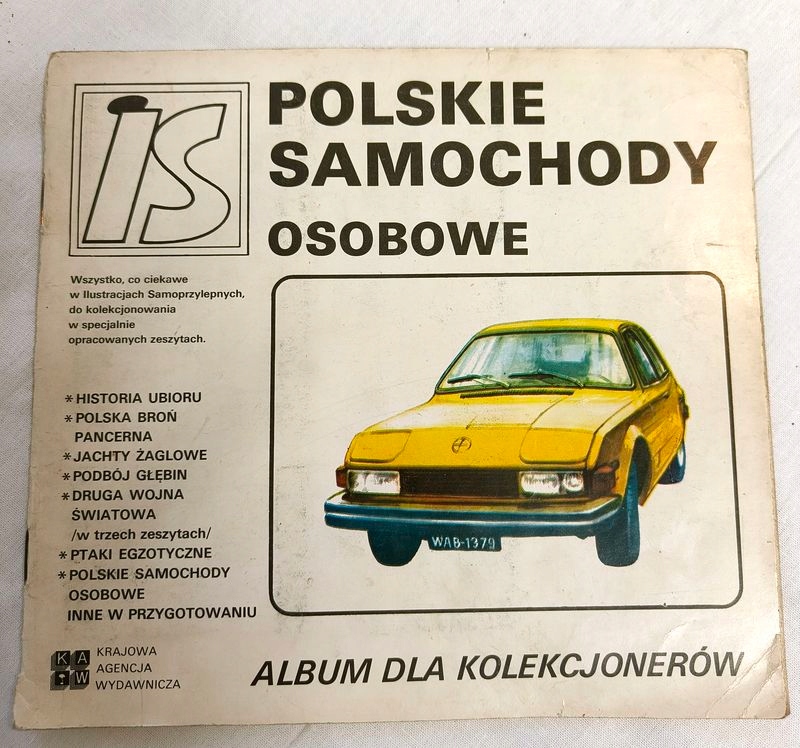 IS
POLSKIE
SAMOCHODY
OSOBOWE
Wszystko, co ciekawe
w Ilustracjach Samoprzylepnych,
do kolekcjonowania
w specjalnie
opracowanych zeszytach.
* HISTORIA UBIORU
* POLSKA BROŃ
PANCERNA
* JACHTY ŻAGLOWE
* PODBÓJ GŁĘBIN
* DRUGA WOJNA
ŚWIATOWA
/w trzech zeszytach/
* PTAKI EGZOTYCZNE
* POLSKIE SAMOCHODY
OSOBOWE
INNE W PRZYGOTOWANIU
WAB-1379
KAW
KRAJOWA
AGENCJA
WYDAWNICZA
ALBUM DLA KOLEKCJONERÓW